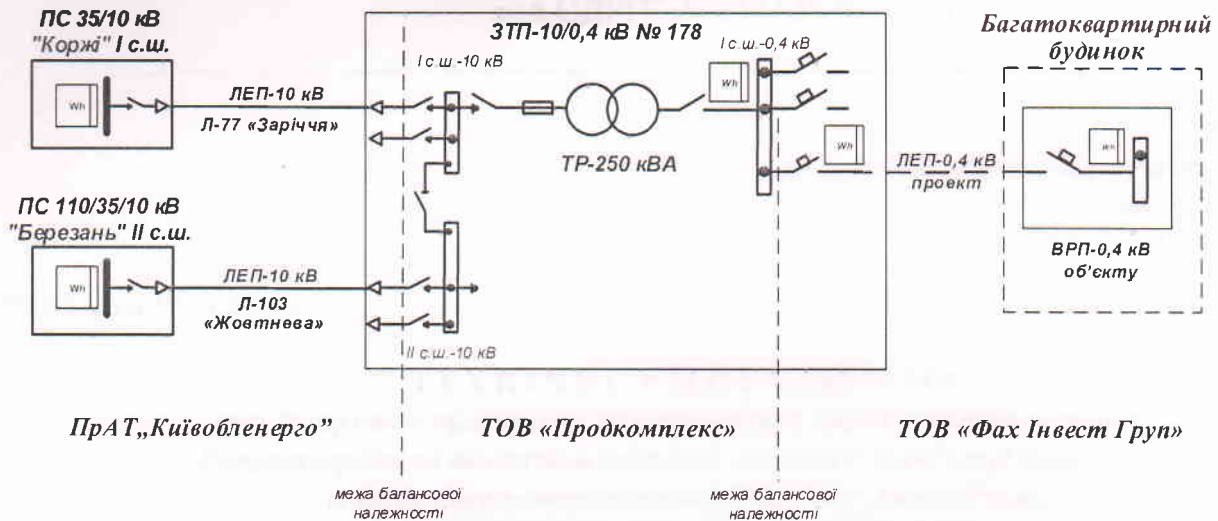 ПС 35/10 кВ
"Коржі" І с.ш.
Wh
ЛЕП-10 кВ
Л-77 «Заріччя»
ПС 110/35/10 кВ
"Березань" ІІ с.ш.
Wh
ЛЕП-10 кВ
Л-103
«Жовтнева»
ЗТП-10/0,4 кВ № 178
І с.ш.-10 кВ
І с.ш.-0,4 кВ
Wh
ТР-250 кВА
Wh
ІІ с.ш.-10 кВ
ЛЕП-0,4 кВ
проект
Багатоквартирний
будинок
Wh
ВРП-0,4 кВ
об'єкту
ПрАТ„Київобленерго”
ТОВ «Продкомплекс»
ТОВ «Фах Інвест Груп»
межа балансової
належності
межа балансової
належності